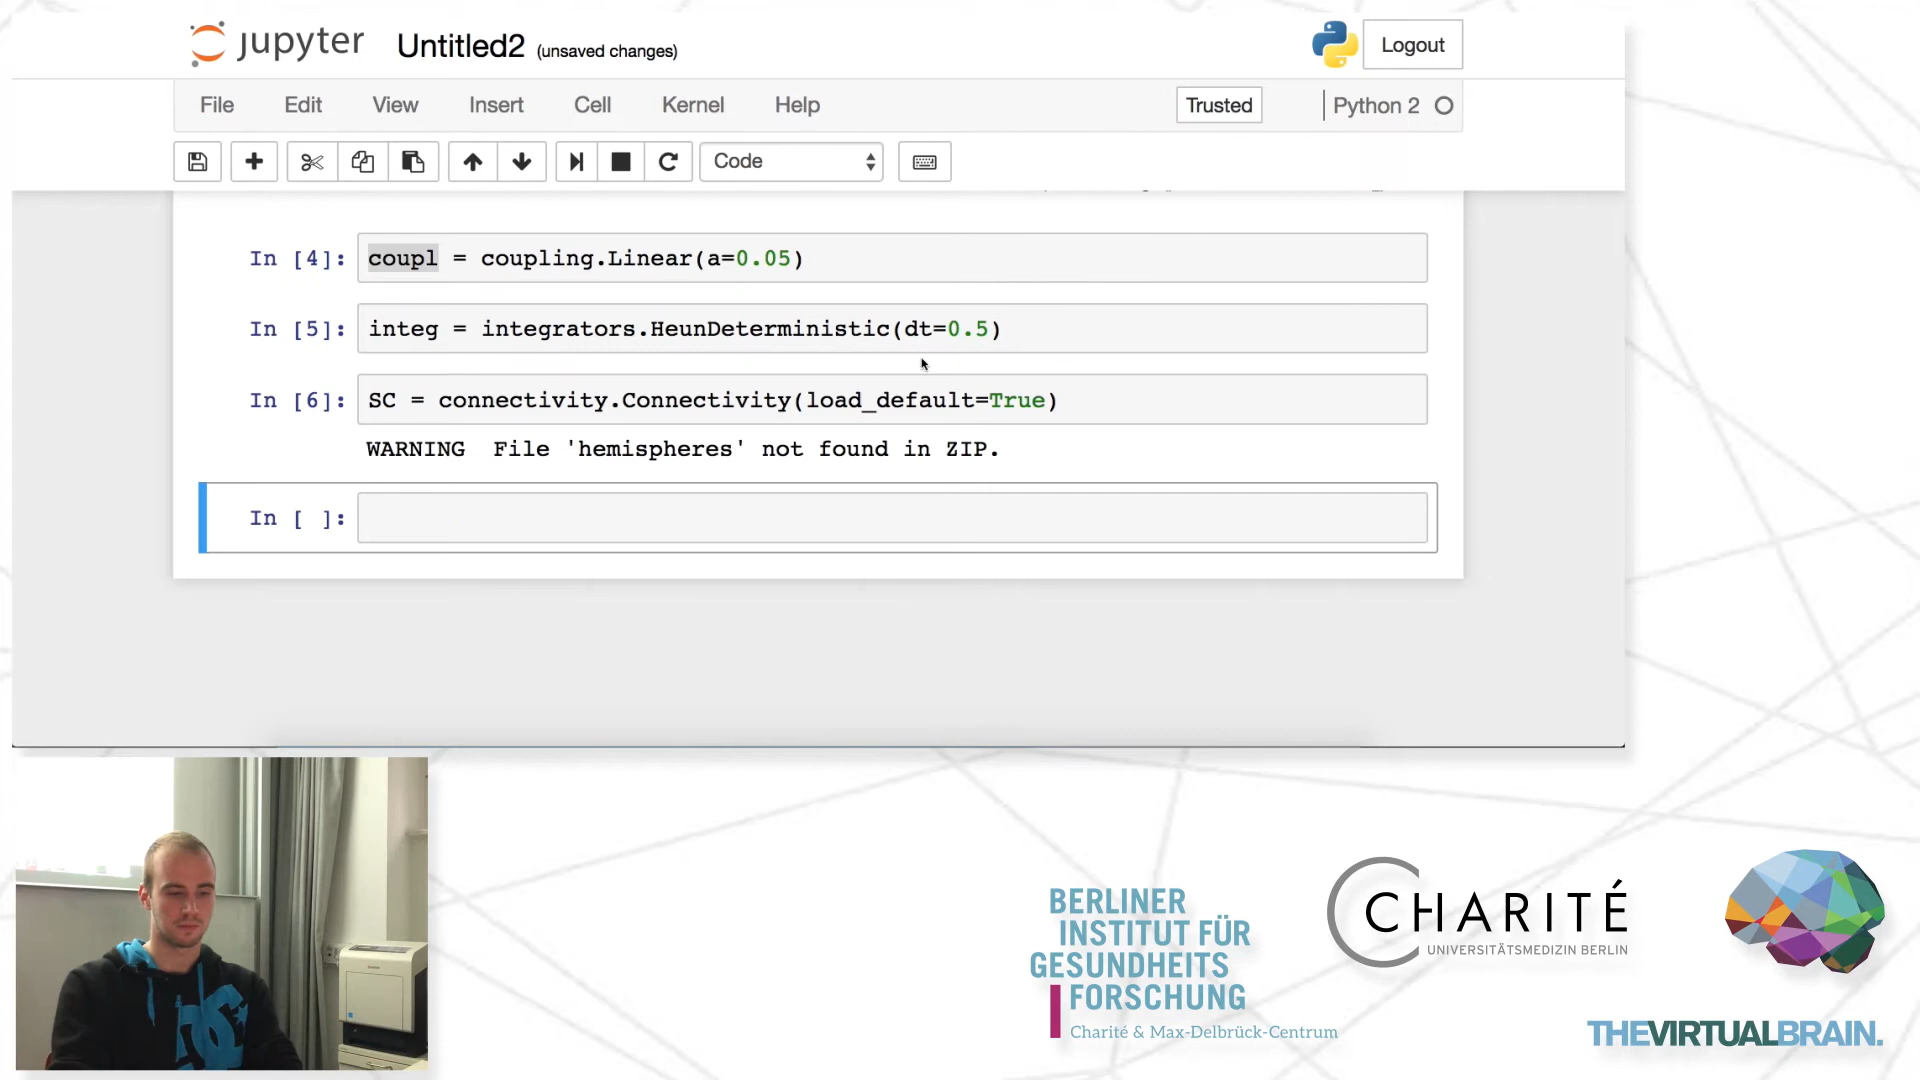 jupyter Untitled2 (unsaved changes) Logout
File Edit View Insert Cell Kernel Help Trusted Python 2
Code
In [4]: coupl = coupling.Linear(a=0.05)
In [5]: integ = integrators.HeunDeterministic(dt=0.5)
In [6]: SC = connectivity.Connectivity(load_default=True)
WARNING  File 'hemispheres' not found in ZIP.
In [ ]:
BERLINER
INSTITUT FÜR
GESUNDHEITS
FORSCHUNG
Charité & Max-Delbrück-Centrum
CHARITÉ
UNIVERSITÄTSMEDIZIN BERLIN
THEVIRTUALBRAIN.